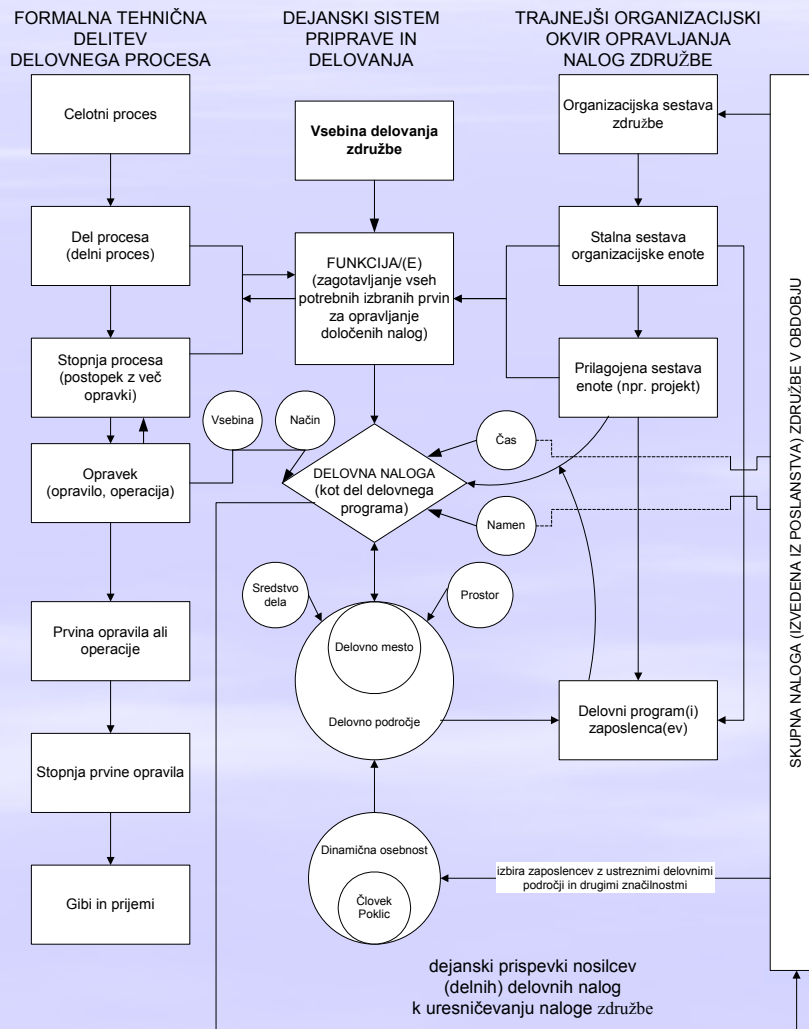 FORMALNA TEHNIČNA
DELITEV
DELOVNEGA PROCESA
DEJANSKI SISTEM
PRIPRAVE IN
DELOVANJA
TRAJNEJŠI ORGANIZACIJSKI
OKVIR OPRAVLJANJA
NALOG ZDRUŽBE
Celotni proces
Del procesa
(delni proces)
Stopnja procesa
(postopek z več
opravki)
Opravek
(opravilo, operacija)
Prvina opravila ali
operacije
Stopnja prvine opravila
Gibi in prijemi
Vsebina delovanja
združbe
FUNKCIJA/(E)
(zagotavljanje vseh
potrebnih izbranih prvin
za opravljanje
določenih nalog)
Vsebina
Način
Čas
Namen
DELOVNA NALOGA
(kot del delovnega
programa)
Sredstvo
dela
Prostor
Delovno mesto
Delovno področje
Dinamična osebnost
Človek
Poklic
Organizacijska sestava
združbe
Stalna sestava
organizacijske enote
Prilagojena sestava
enote (npr. projekt)
Delovni program(i)
zaposlenca(ev)
izbira zaposlencev z ustreznimi delovnimi
področji in drugimi značilnostmi
SKUPNA NALOGA (IZVEDENA IZ POSLANSTVA) ZDRUŽBE V OBDOBJU
dejanski prispevki nosilcev
(delnih) delovnih nalog
k uresničevanju naloge združbe